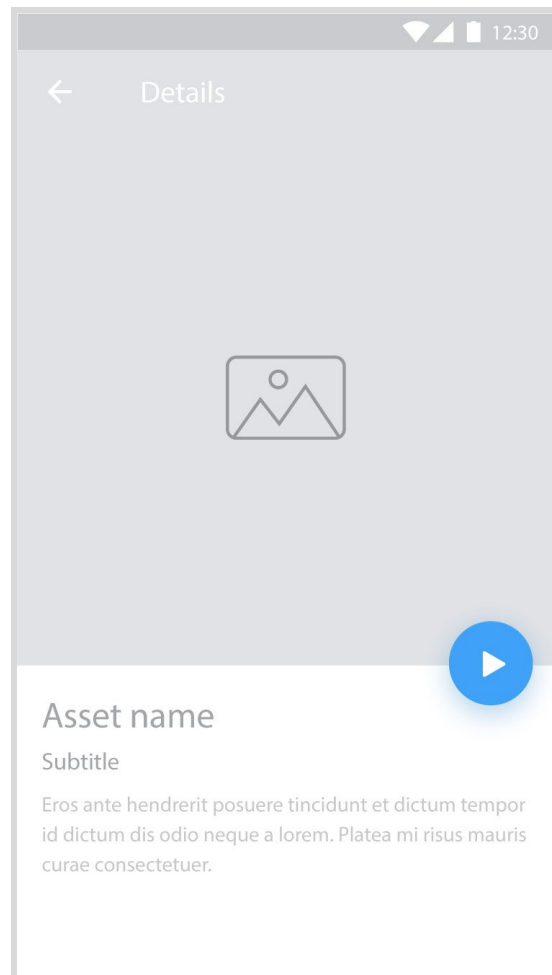 12:30
Details
Asset name
Subtitle
Eros ante hendrerit posuere tincidunt et dictum tempor
id dictum dis odio neque a lorem. Platea mi risus mauris
curae consectetuer.